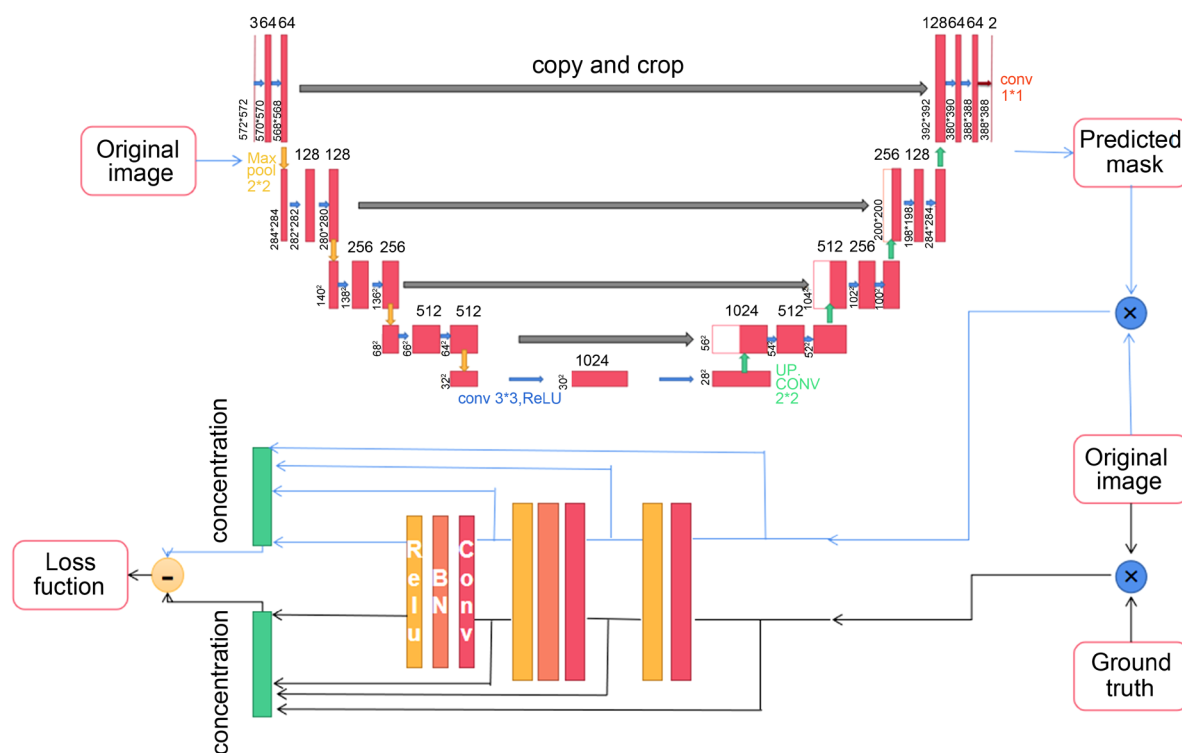 3 64 64
128 64 64 2
copy and crop
conv
1*1
572*572
570*570
568*568
392*392
380*390
388*388
388*388
Original
image
Max
pool
2*2
128 128
256 128
Predicted
mask
284*284
282*282
280*280
200*200
198*198
284*284
256 256
512 256
140²
138²
136²
104²
102²
100²
512 512
1024 512
68²
66²
64²
56²
54²
52²
1024
32²
30²
28²
conv 3*3,ReLU
UP.
CONV
2*2
×
concentration
Original
image
Relu
BN
Conv
Loss
fuction
-
×
concentration
Ground
truth